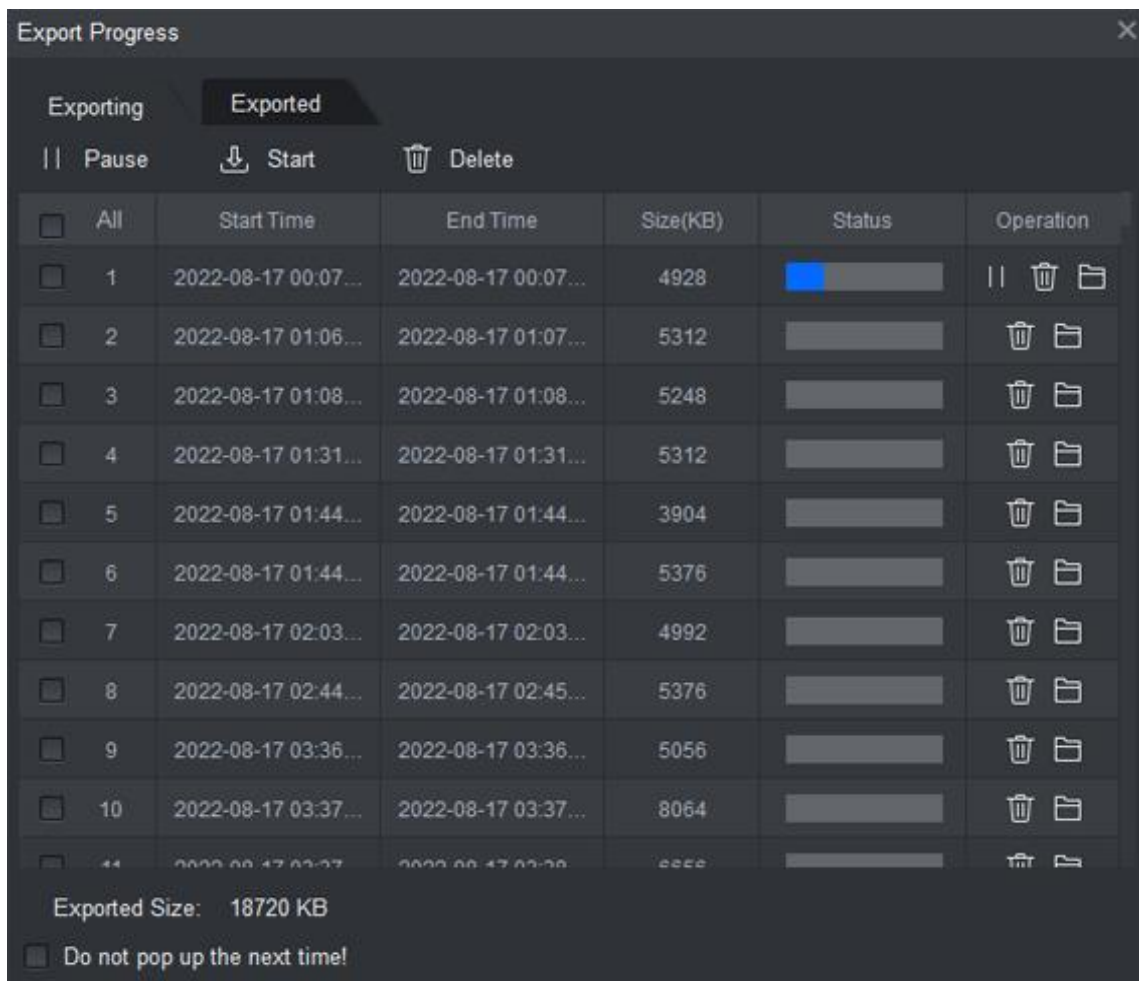 Export Progress
Exporting Exported
Pause Start Delete
All Start Time End Time Size(KB) Status Operation
1 2022-08-17 00:07... 2022-08-17 00:07... 4928
2 2022-08-17 01:06... 2022-08-17 01:07... 5312
3 2022-08-17 01:08... 2022-08-17 01:08... 5248
4 2022-08-17 01:31... 2022-08-17 01:31... 5312
5 2022-08-17 01:44... 2022-08-17 01:44... 3904
6 2022-08-17 01:44... 2022-08-17 01:44... 5376
7 2022-08-17 02:03... 2022-08-17 02:03... 4992
8 2022-08-17 02:44... 2022-08-17 02:45... 5376
9 2022-08-17 03:36... 2022-08-17 03:36... 5056
10 2022-08-17 03:37... 2022-08-17 03:37... 8064
Exported Size: 18720 KB
Do not pop up the next time!